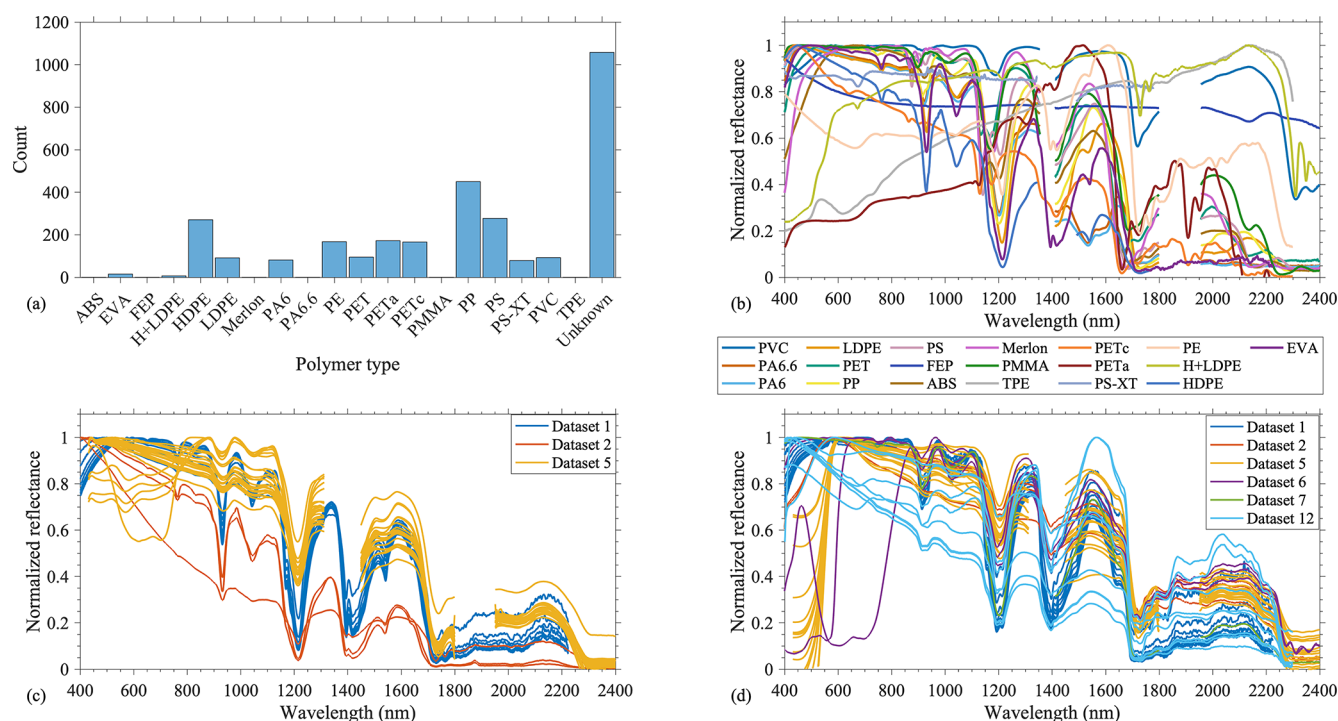 1200
1000
800
600
400
200
0
Count
(a)
ABS
EVA
FEP
H+LDPE
HDPE
LDPE
Merlon
PA6
PA6.6
PE
PET
PETa
PETc
PMMA
PP
PS
PS-XT
PVC
TPE
Unknown
Polymer type
1
0.8
0.6
0.4
0.2
0
Normalized reflectance
(b)
400 600 800 1000 1200 1400 1600 1800 2000 2200 2400
Wavelength (nm)
PVC LDPE PS Merlon PETc PE EVA
PA6.6 PET FEP PMMA PETa H+LDPE
PA6 PP ABS TPE PS-XT HDPE
1
0.8
0.6
0.4
0.2
0
Normalized reflectance
Dataset 1
Dataset 2
Dataset 5
(c)
400 600 800 1000 1200 1400 1600 1800 2000 2200 2400
Wavelength (nm)
1
0.8
0.6
0.4
0.2
0
Normalized reflectance
Dataset 1
Dataset 2
Dataset 5
Dataset 6
Dataset 7
Dataset 12
(d)
400 600 800 1000 1200 1400 1600 1800 2000 2200 2400
Wavelength (nm)